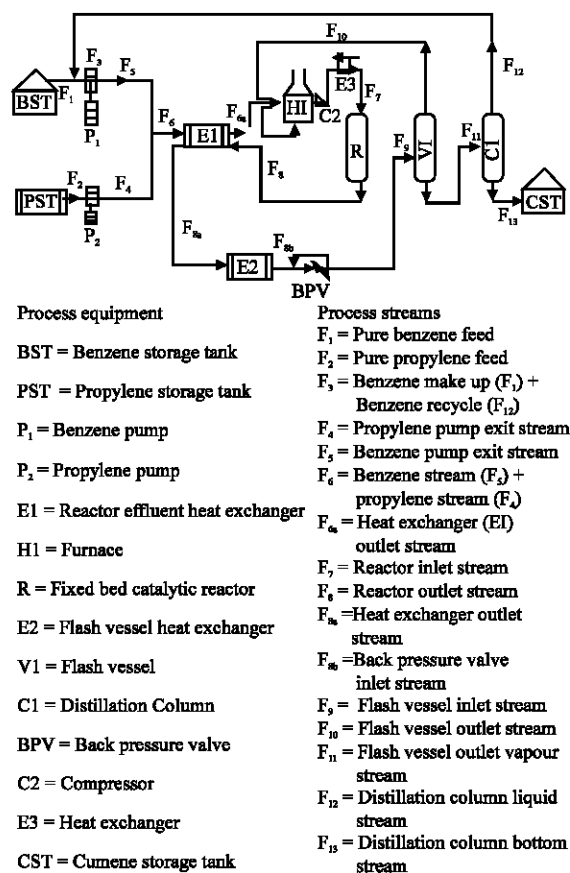 F₁₀
F₁₂
F₃
F₅
BST
F₁
P₁
E3
HI
C2
F₇
F₆ₐ
F₆
E1
R
F₉
VI
F₁₁
C1
F₈
PST
F₂
F₄
P₂
CST
F₁₃
F₈ₐ
F₈b
E2
BPV
Process equipment
BST = Benzene storage tank
PST = Propylene storage tank
P₁ = Benzene pump
P₂ = Propylene pump
E1 = Reactor effluent heat exchanger
H1 = Furnace
R = Fixed bed catalytic reactor
E2 = Flash vessel heat exchanger
V1 = Flash vessel
C1 = Distillation Column
BPV = Back pressure valve
C2 = Compressor
E3 = Heat exchanger
CST = Cumene storage tank
Process streams
F₁ = Pure benzene feed
F₂ = Pure propylene feed
F₃ = Benzene make up (F₁) +
Benzene recycle (F₁₂)
F₄ = Propylene pump exit stream
F₅ = Benzene pump exit stream
F₆ = Benzene stream (F₅) +
propylene stream (F₄)
F₆ₐ = Heat exchanger (EI)
outlet stream
F₇ = Reactor inlet stream
F₈ = Reactor outlet stream
F₈ₐ =Heat exchanger outlet
stream
F₈b =Back pressure valve
inlet stream
F₉ = Flash vessel inlet stream
F₁₀ = Flash vessel outlet stream
F₁₁ = Flash vessel outlet vapour
stream
F₁₂ = Distillation column liquid
stream
F₁₃ = Distillation column bottom
stream